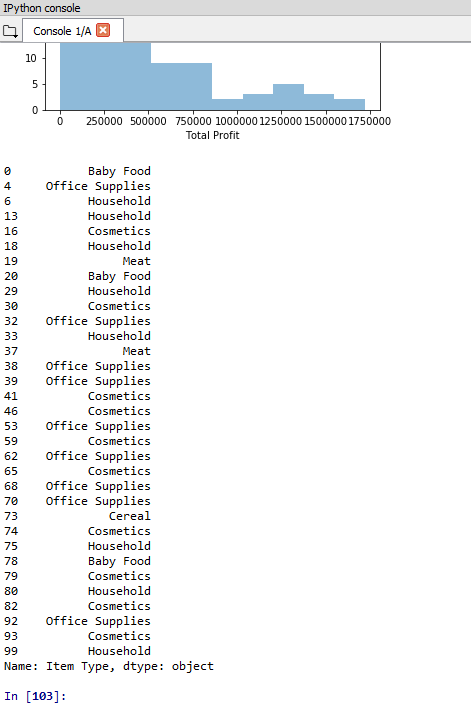 IPython console
Console 1/A
10
5
0
0 250000 500000 750000 1000000 1250000 1500000 1750000
Total Profit
0 Baby Food
4 Office Supplies
6 Household
13 Household
16 Cosmetics
18 Household
19 Meat
20 Baby Food
29 Household
30 Cosmetics
32 Office Supplies
33 Household
37 Meat
38 Office Supplies
39 Office Supplies
41 Cosmetics
46 Cosmetics
53 Office Supplies
59 Cosmetics
62 Office Supplies
65 Cosmetics
68 Office Supplies
70 Office Supplies
73 Cereal
74 Cosmetics
75 Household
78 Baby Food
79 Cosmetics
80 Household
82 Cosmetics
92 Office Supplies
93 Cosmetics
99 Household
Name: Item Type, dtype: object
In [103]: